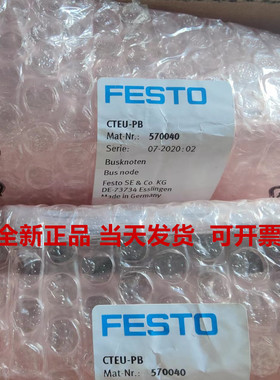 FESTO
CTEU-PB
Mat-Nr.: 570040
Serie: 07-2020:02
Busknoten
Bus node
Festo SE & Co. KG
DE-73734 Esslingen
Made in Germany
全新正品 当天发货 可开票
FESTO
CTEU-PB
Mat-Nr.: 570040